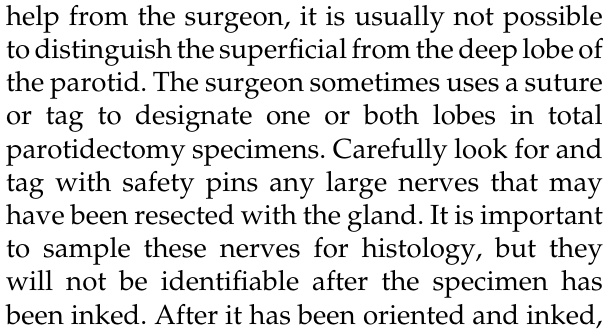 help from the surgeon, it is usually not possible
to distinguish the superficial from the deep lobe of
the parotid. The surgeon sometimes uses a suture
or tag to designate one or both lobes in total
parotidectomy specimens. Carefully look for and
tag with safety pins any large nerves that may
have been resected with the gland. It is important
to sample these nerves for histology, but they
will not be identifiable after the specimen has
been inked. After it has been oriented and inked,